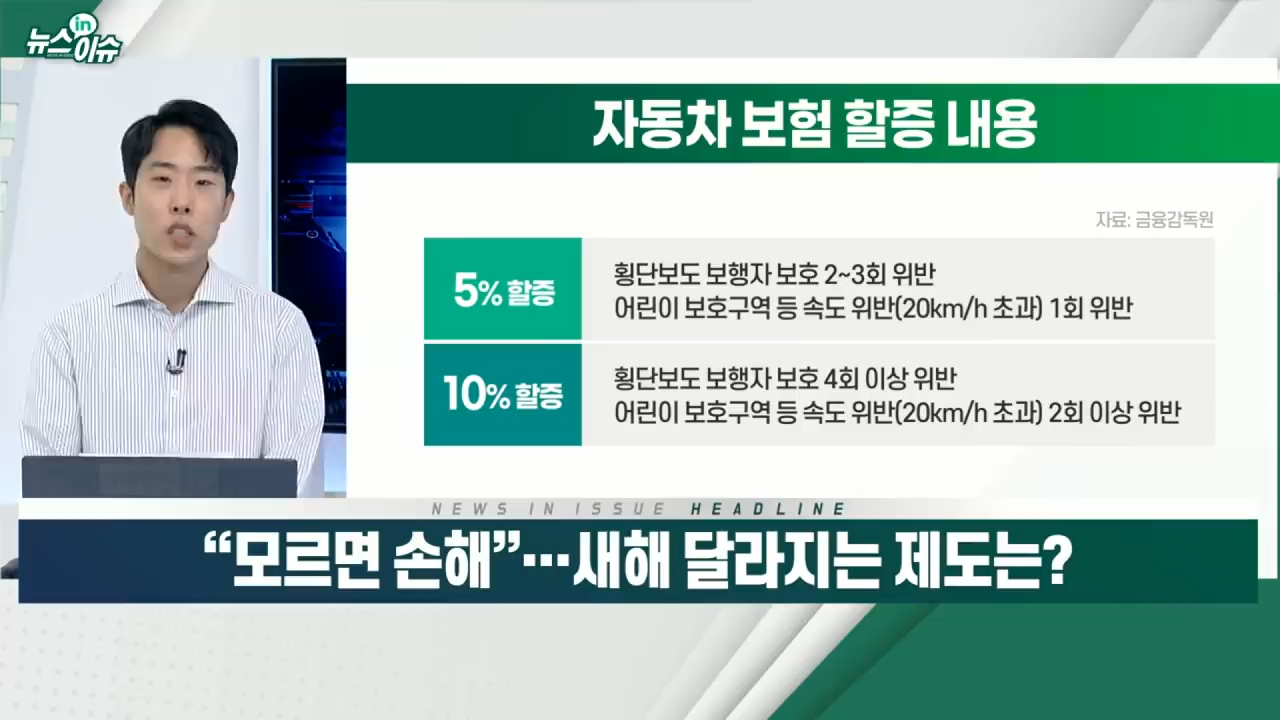 뉴스in이슈
자동차 보험 할증 내용
자료: 금융감독원
5% 할증
횡단보도 보행자 보호 2~3회 위반
어린이 보호구역 등 속도 위반(20km/h 초과) 1회 위반
10% 할증
횡단보도 보행자 보호 4회 이상 위반
어린이 보호구역 등 속도 위반(20km/h 초과) 2회 이상 위반
NEWS IN ISSUE HEADLINE
“모르면 손해”…새해 달라지는 제도는?